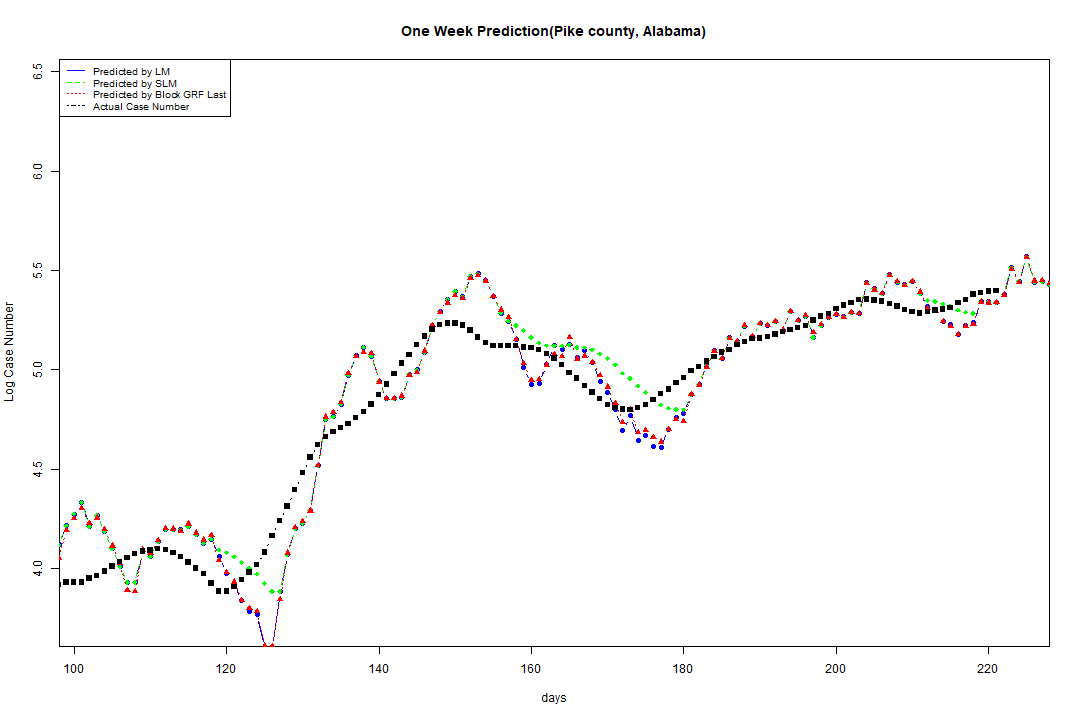 One Week Prediction(Pike county, Alabama)
Predicted by LM
Predicted by SLM
Predicted by Block GRF Last
Actual Case Number
Log Case Number
6.5
6.0
5.5
5.0
4.5
4.0
100 120 140 160 180 200 220
days